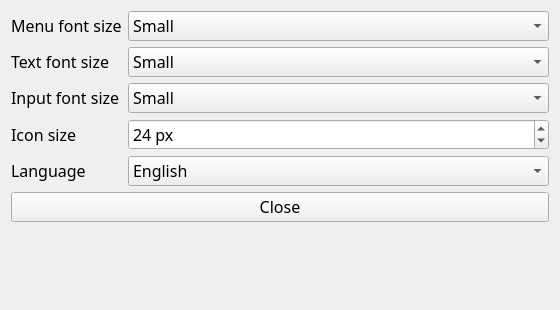 Menu font size Small
Text font size Small
Input font size Small
Icon size 24 px
Language English
Close